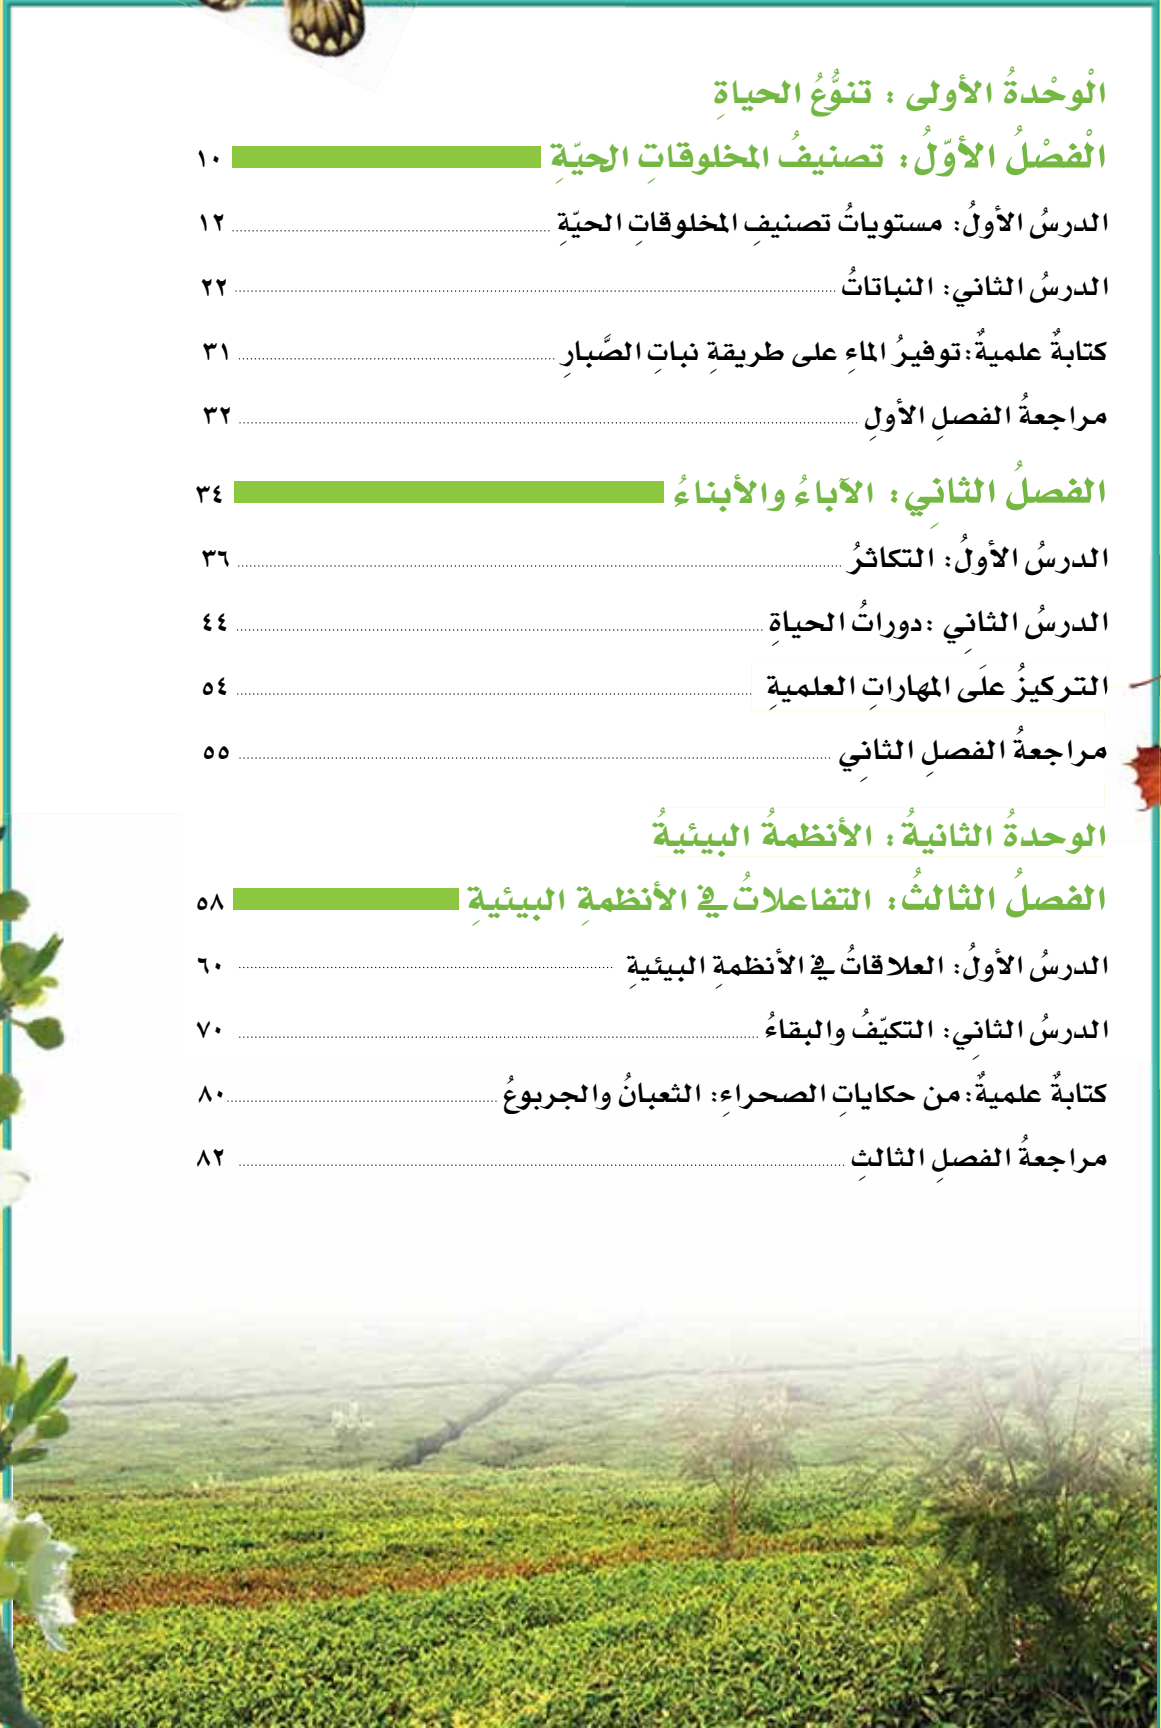 الْوحْدةُ الأولى : تنوُّعُ الحياةِ
الْفصْلُ الأوّلُ: تصنيفُ المخلوقاتِ الحيّةِ ١٠
الدرسُ الأولُ: مستوياتُ تصنيفِ المخلوقاتِ الحيّةِ ١٢
الدرسُ الثاني: النباتاتُ ٢٢
كتابةٌ علميةٌ: توفيرُ الماءِ على طريقةِ نباتِ الصَّبارِ ٣١
مراجعةُ الفصلِ الأولِ ٣٢
الفصلُ الثانِي: الآباءُ والأبناءُ ٣٤
الدرسُ الأولُ: التكاثرُ ٣٦
الدرسُ الثانِي :دوراتُ الحياةِ ٤٤
التركيزُ علَى المهاراتِ العلميةِ ٥٤
مراجعةُ الفصلِ الثانِي ٥٥
الوحدةُ الثانيةُ: الأنظمةُ البيئيةُ
الفصلُ الثالثُ: التفاعلاتُ في الأنظمةِ البيئيةِ ٥٨
الدرسُ الأولُ: العلاقاتُ في الأنظمةِ البيئيةِ ٦٠
الدرسُ الثانِي: التكيّفُ والبقاءُ ٧٠
كتابةٌ علميةٌ: من حكاياتِ الصحراءِ: الثعبانُ والجربوعُ ٨٠
مراجعةُ الفصلِ الثالثِ ٨٢